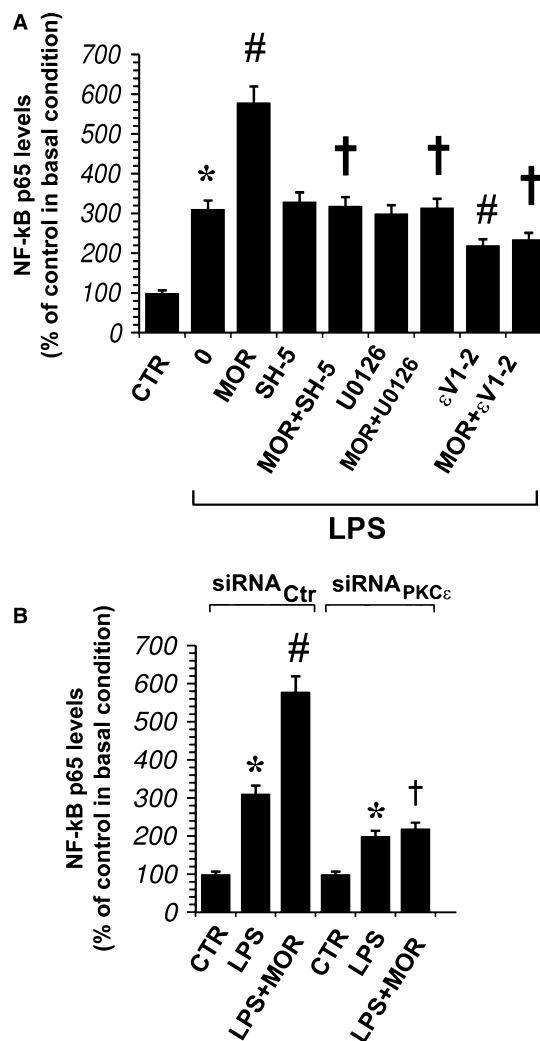 A
NF-kB p65 levels
(% of control in basal condition)
700
600
500
400
300
200
100
0
*
#
†
†
#
†
CTR
0
MOR
SH-5
MOR+SH-5
U0126
MOR+U0126
εV1-2
MOR+εV1-2
LPS
B
siRNACtr
siRNAPKCε
NF-kB p65 levels
(% of control in basal condition)
700
600
500
400
300
200
100
0
*
#
*
†
CTR
LPS
LPS+MOR
CTR
LPS
LPS+MOR